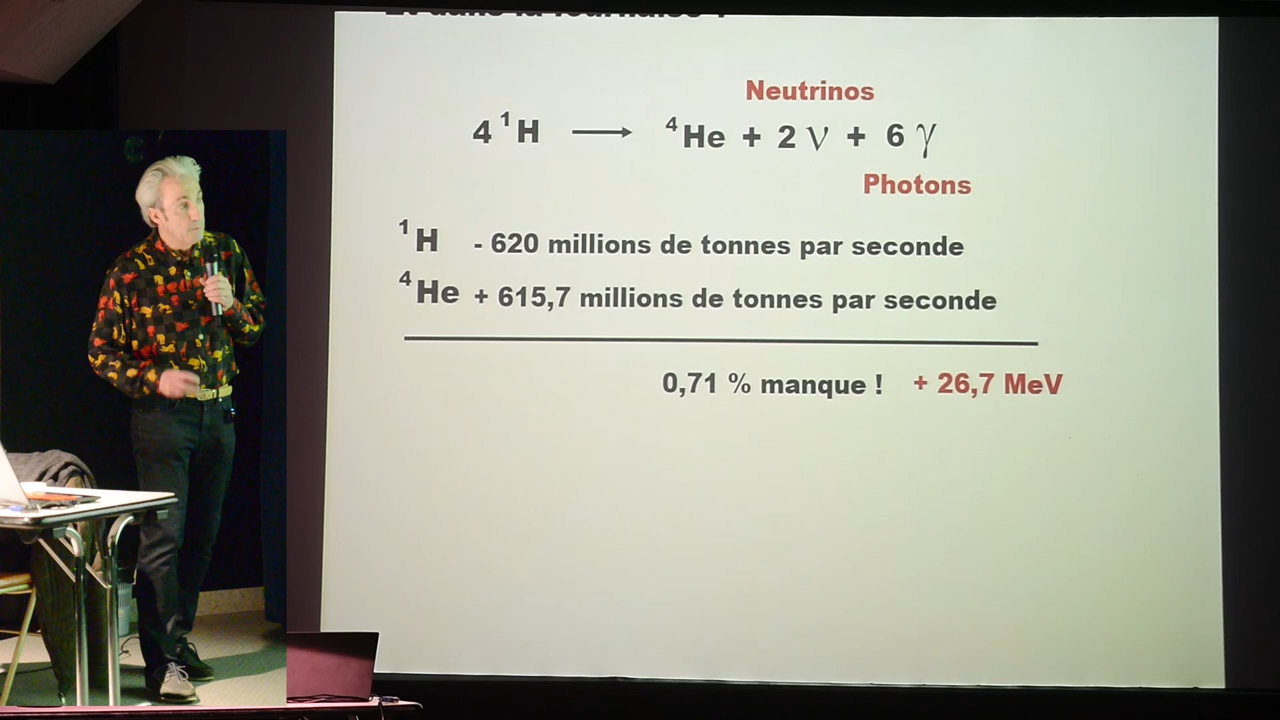 Neutrinos
4 ¹H ⟶ ⁴He + 2 ν + 6 γ
Photons
¹H - 620 millions de tonnes par seconde
⁴He + 615,7 millions de tonnes par seconde
0,71 % manque ! + 26,7 MeV